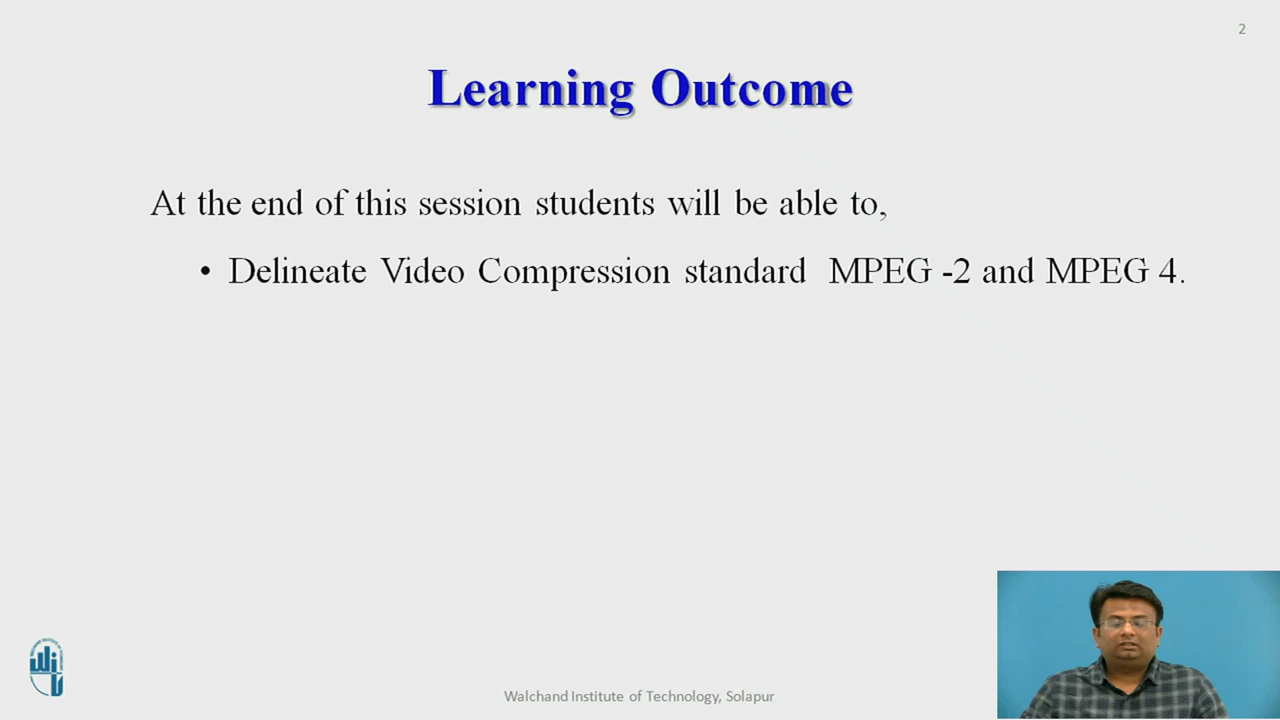 2
Learning Outcome
At the end of this session students will be able to,
• Delineate Video Compression standard MPEG -2 and MPEG 4.
Walchand Institute of Technology, Solapur